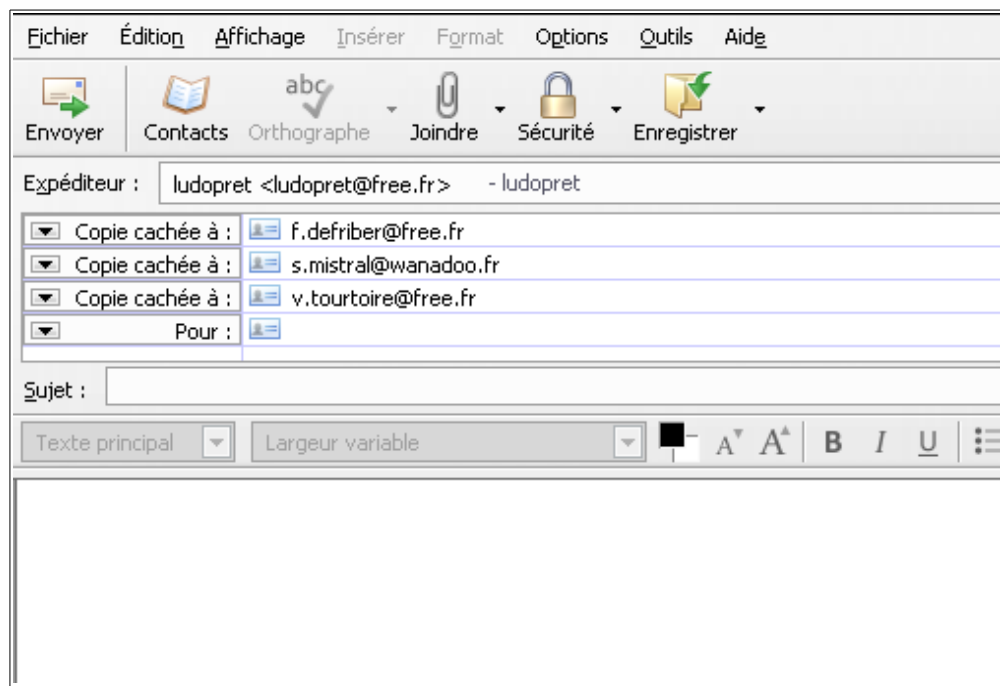 Fichier Édition Affichage Insérer Format Options Outils Aide
abc
Envoyer Contacts Orthographe Joindre Sécurité Enregistrer
Expéditeur : ludopret <ludopret@free.fr> - ludopret
Copie cachée à : f.defriber@free.fr
Copie cachée à : s.mistral@wanadoo.fr
Copie cachée à : v.tourtoire@free.fr
Pour :
Sujet :
Texte principal Largeur variable A A B I U